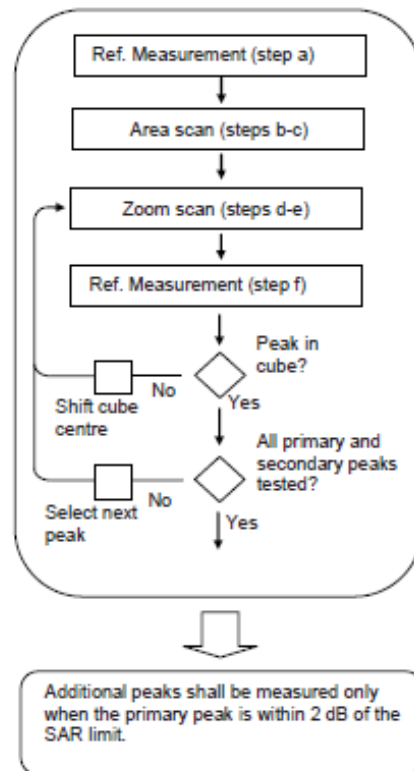 Ref. Measurement (step a)
Area scan (steps b-c)
Zoom scan (steps d-e)
Ref. Measurement (step f)
Peak in
cube?
No
Shift cube
centre
Yes
All primary and
secondary peaks
tested?
No
Select next
peak
Yes
Additional peaks shall be measured only
when the primary peak is within 2 dB of the
SAR limit.